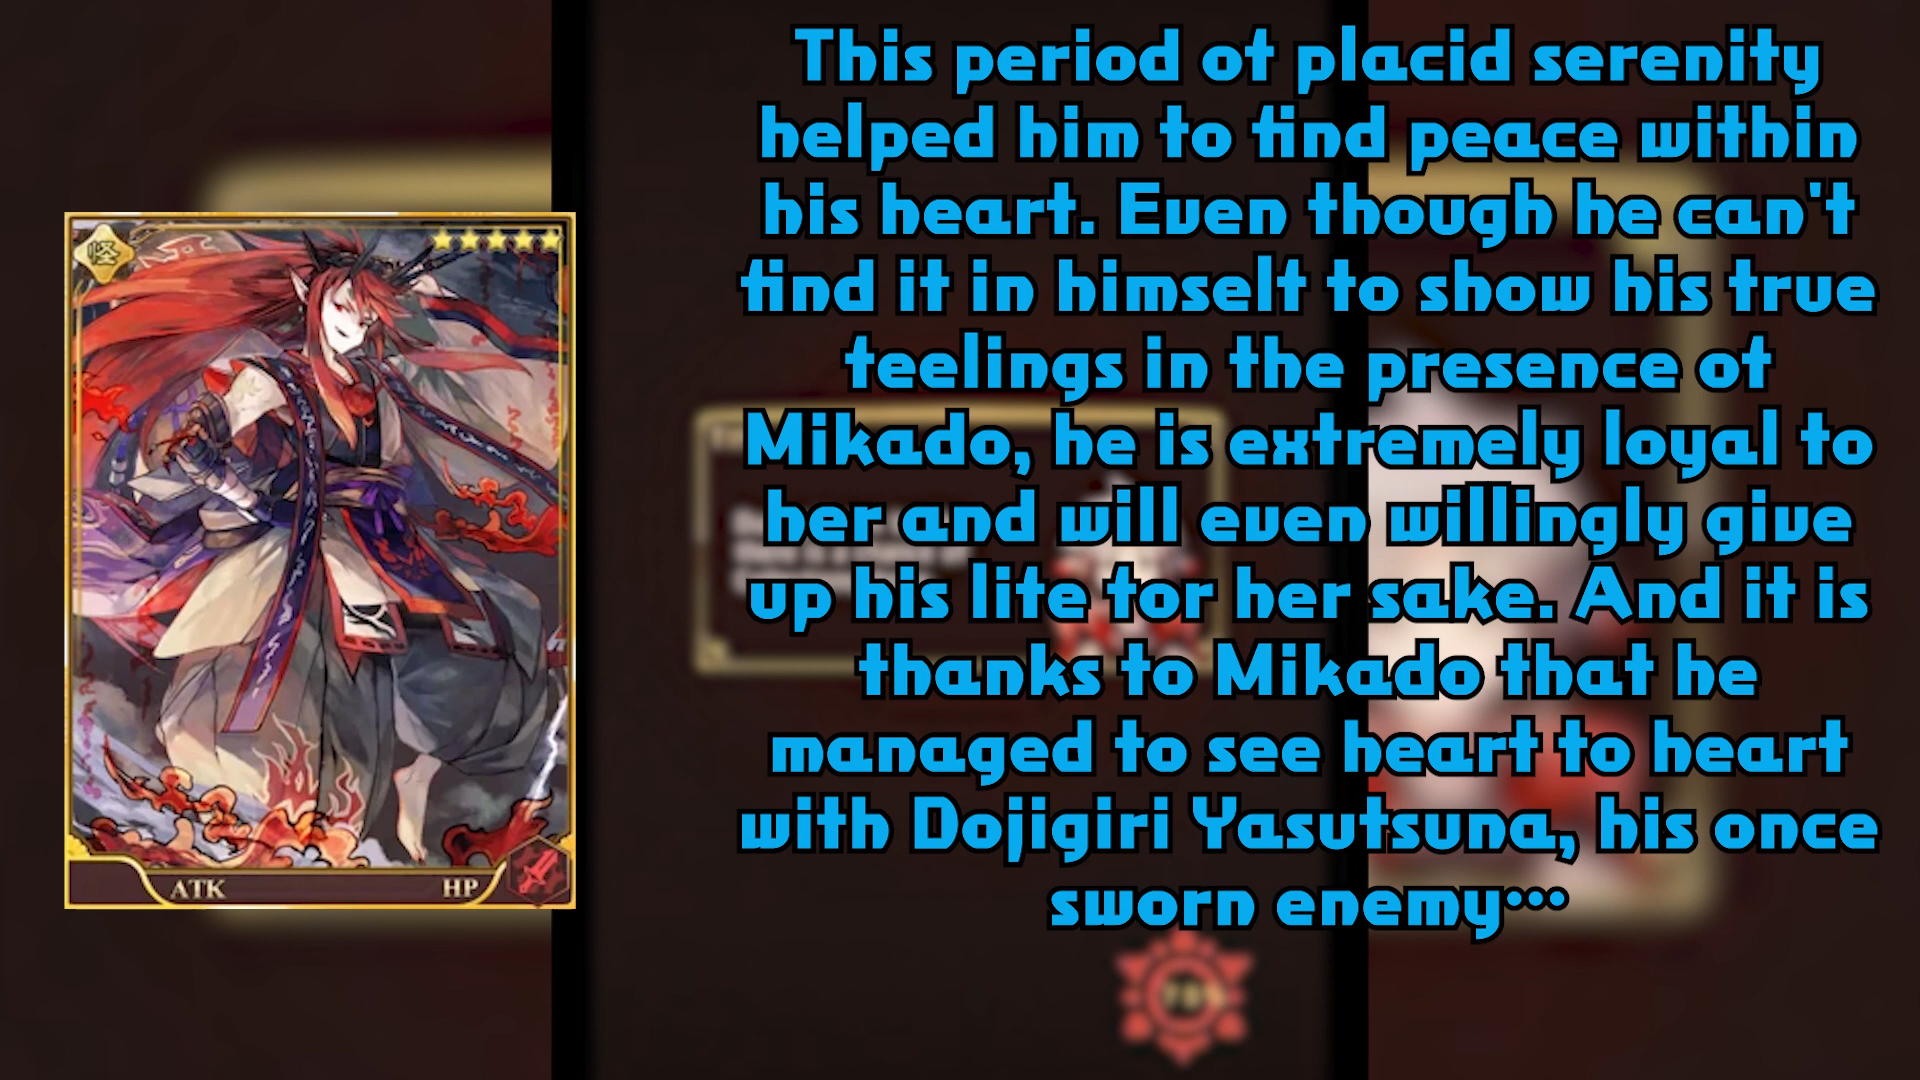 This period of placid serenity
helped him to find peace within
his heart. Even though he can't
find it in himself to show his true
feelings in the presence of
Mikado, he is extremely loyal to
her and will even willingly give
up his life for her sake. And it is
thanks to Mikado that he
managed to see heart to heart
with Dojigiri Yasutsuna, his once
sworn enemy…
怪
ATK
HP